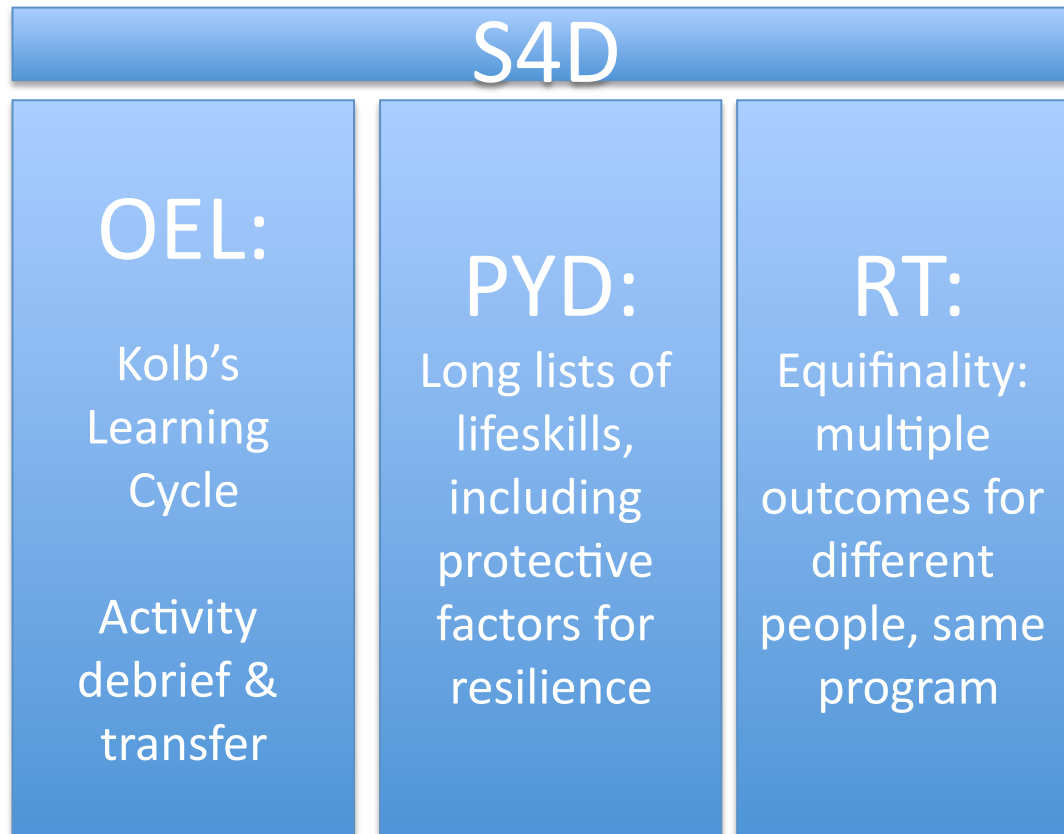 S4D
OEL:
Kolb’s
Learning
Cycle
Activity
debrief &
transfer
PYD:
Long lists of
lifeskills,
including
protective
factors for
resilience
RT:
Equifinality:
multiple
outcomes for
different
people, same
program